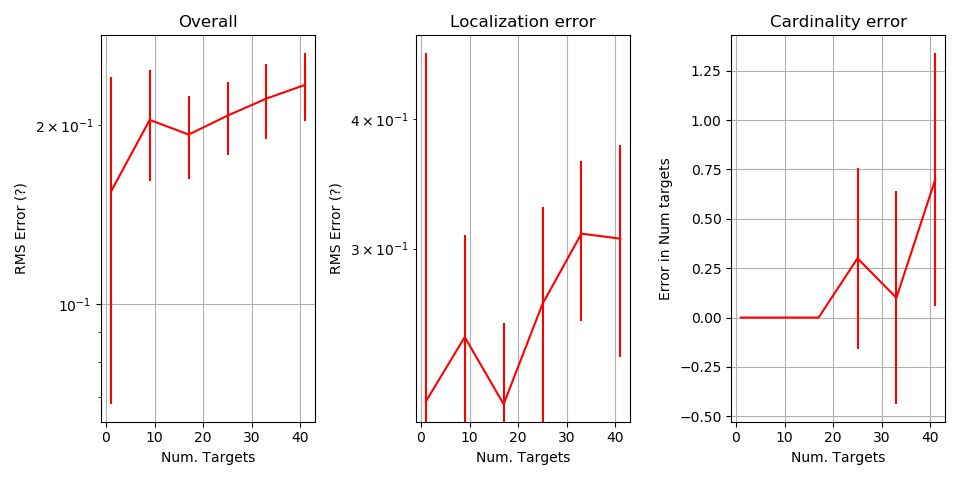 Overall
RMS Error (?)
2 × 10⁻¹
10⁻¹
0 10 20 30 40
Num. Targets
Localization error
RMS Error (?)
4 × 10⁻¹
3 × 10⁻¹
0 10 20 30 40
Num. Targets
Cardinality error
Error in Num targets
1.25
1.00
0.75
0.50
0.25
0.00
−0.25
−0.50
0 10 20 30 40
Num. Targets